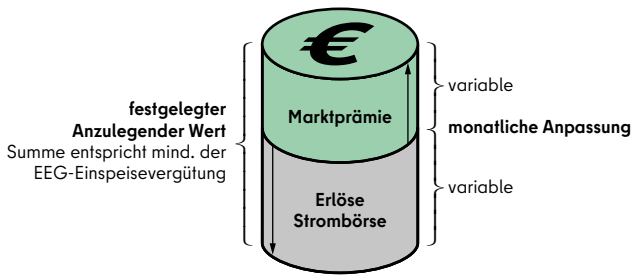 €
festgelegter
Anzulegender Wert
Summe entspricht mind. der
EEG-Einspeisevergütung
Marktprämie
Erlöse
Strombörse
variable
monatliche Anpassung
variable